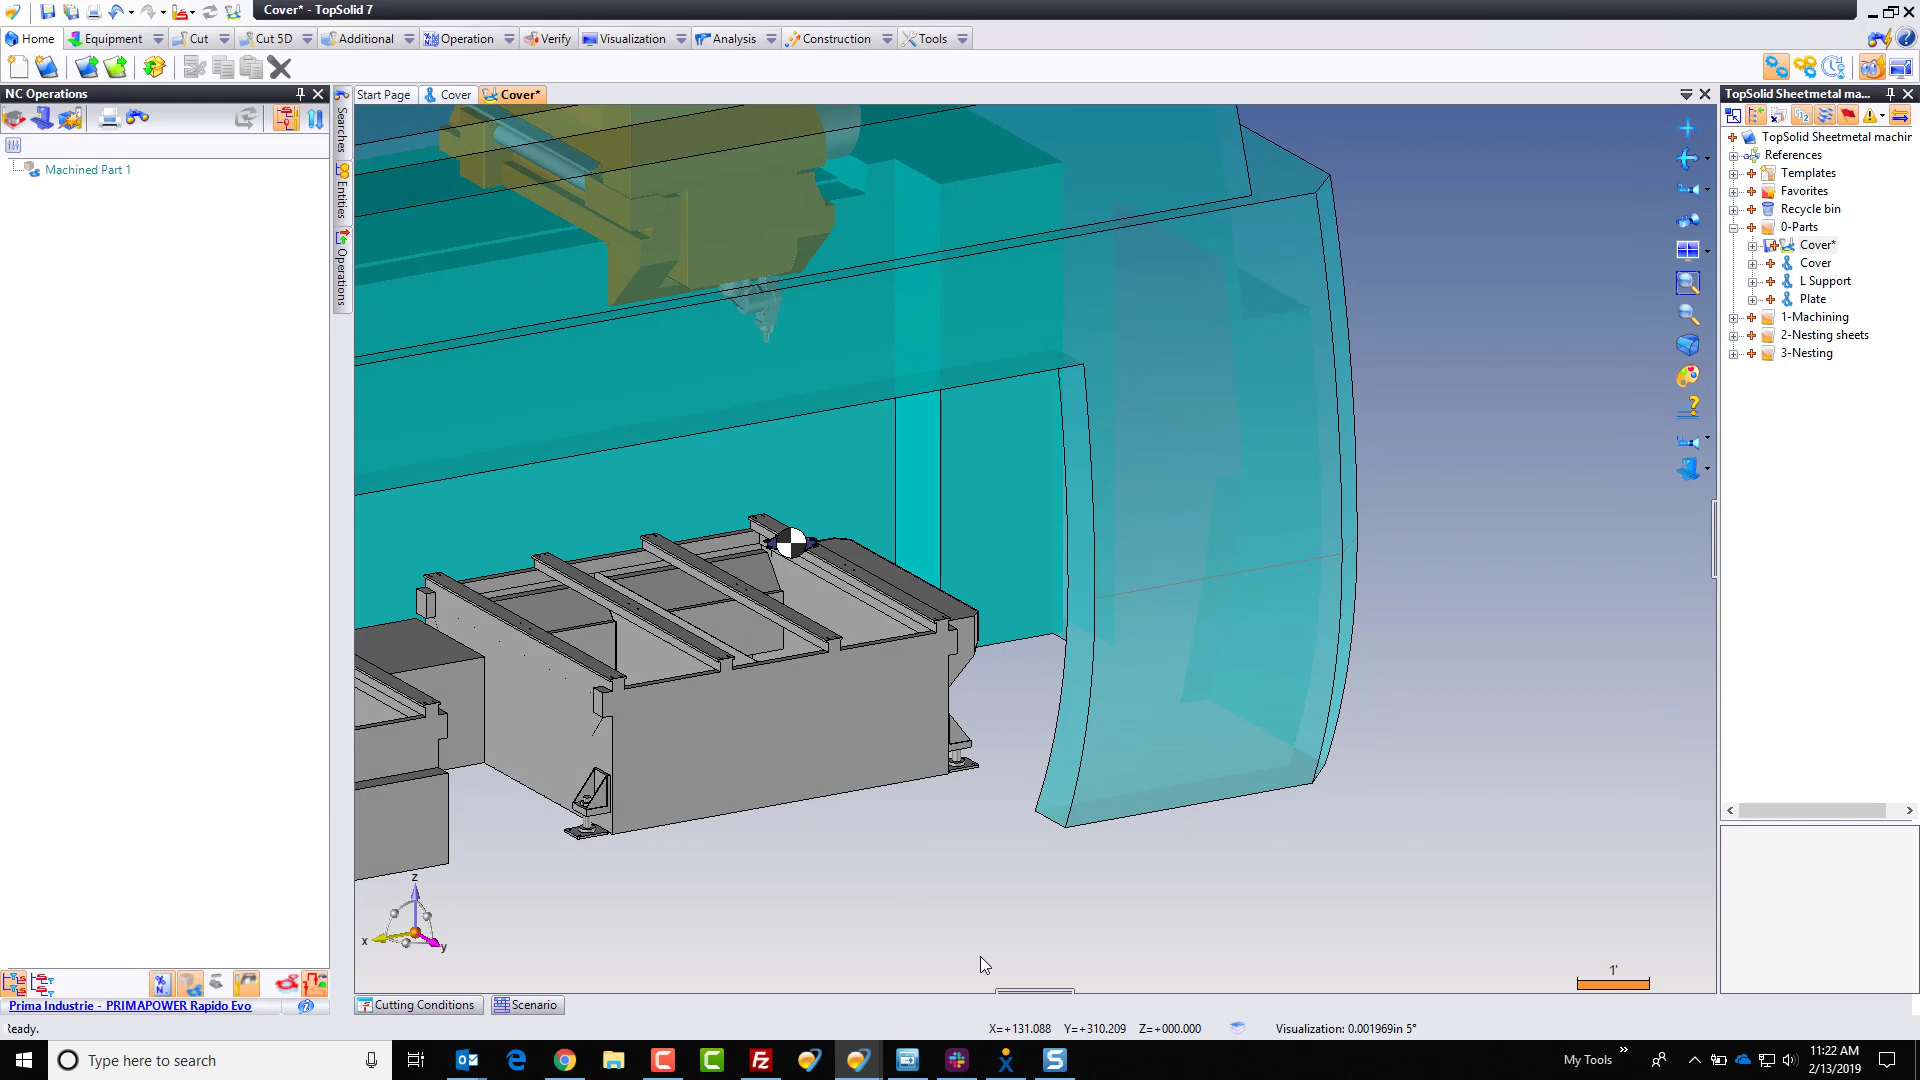 Cover* - TopSolid 7
Home Equipment Cut Cut 5D Additional Operation Verify Visualization Analysis Construction Tools
NC Operations
Start Page Cover Cover*
TopSolid Sheetmetal ma...
Searches
Entities
Operations
Machined Part 1
TopSolid Sheetmetal machin
References
Templates
Favorites
Recycle bin
0-Parts
Cover*
Cover
L Support
Plate
1-Machining
2-Nesting sheets
3-Nesting
z
x
y
1'
Prima Industrie - PRIMAPOWER Rapido Evo
Cutting Conditions Scenario
Ready.
X=+131.088 Y=+310.209 Z=+000.000 Visualization: 0.001969in 5°
Type here to search
My Tools
11:22 AM
2/13/2019